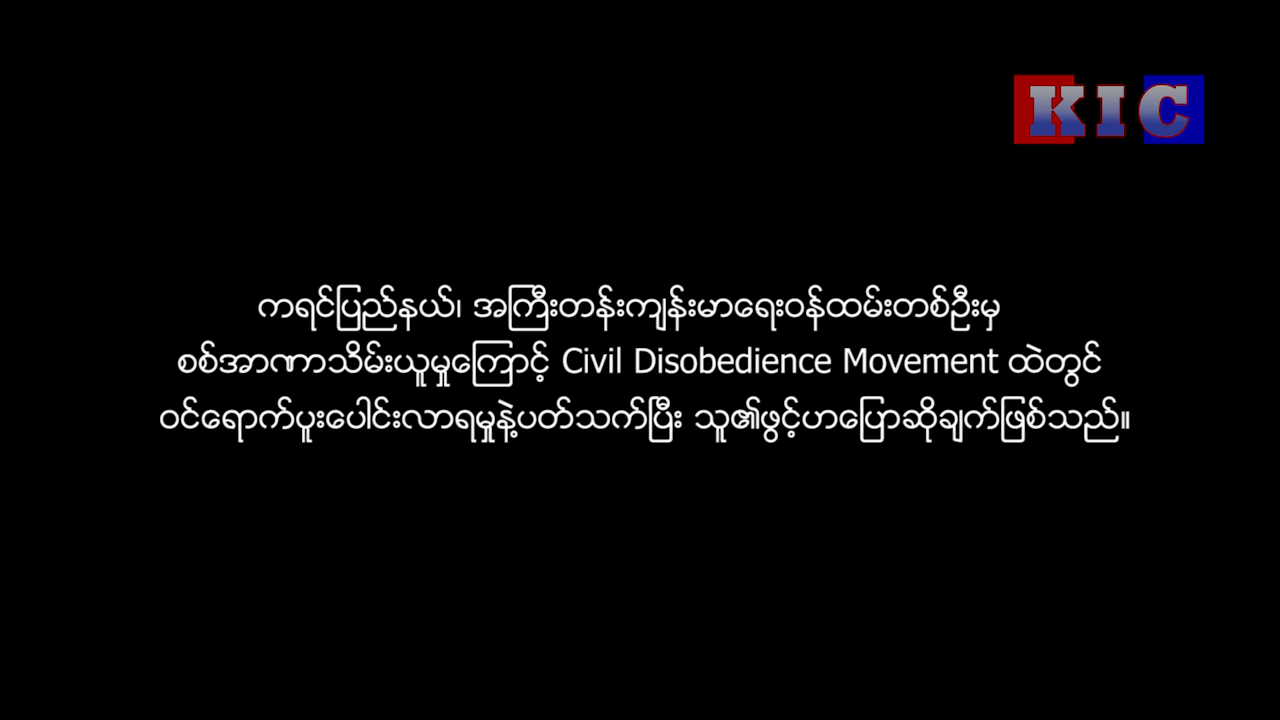 KIC
ကရင်ပြည်နယ်၊ အကြီးတန်းကျန်းမာရေးဝန်ထမ်းတစ်ဦးမှ
စစ်အာဏာသိမ်းယူမှုကြောင့် Civil Disobedience Movement ထဲတွင်
ဝင်ရောက်ပူးပေါင်းလာရမှုနဲ့ပတ်သက်ပြီး သူ၏ဖွင့်ဟပြောဆိုချက်ဖြစ်သည်။